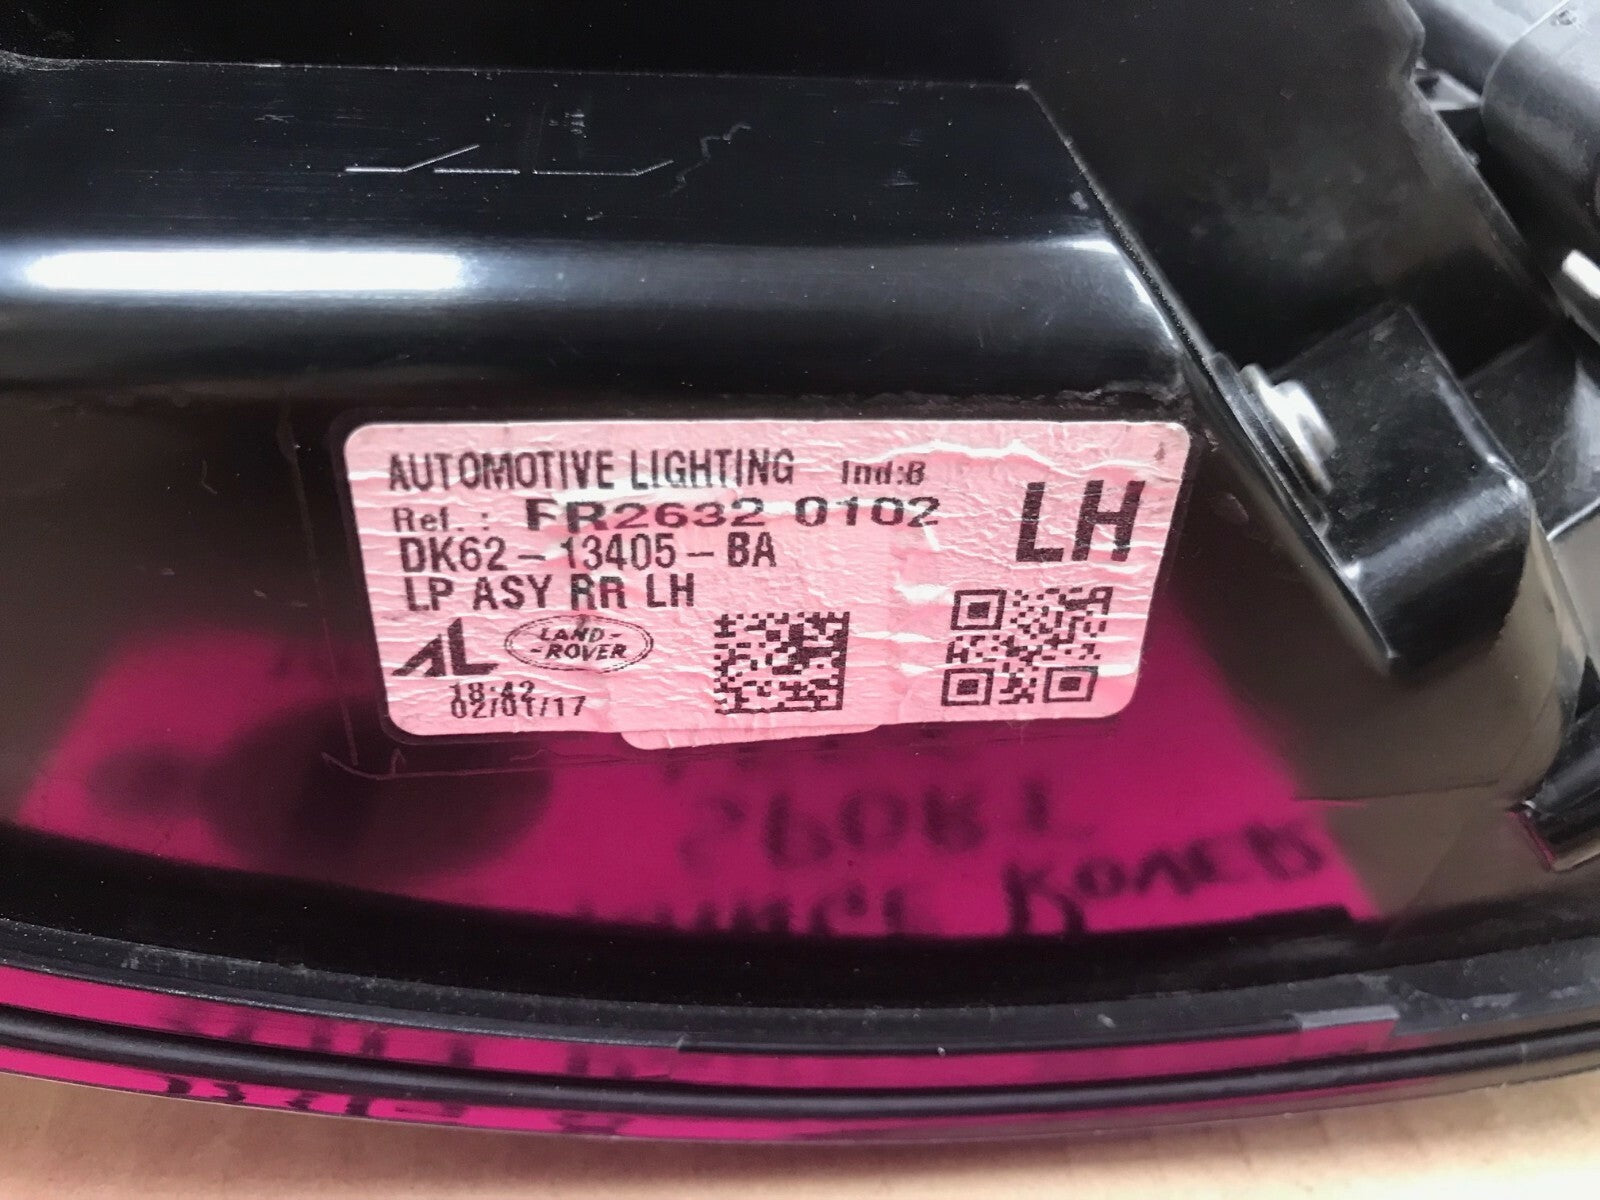 AUTOMOTIVE LIGHTING Ind:B
Ref.: FR2632 0102
LH
DK62-13405-BA
LP ASY RR LH
AL LAND-ROVER
18:42
02/01/17
КОЛЕВ